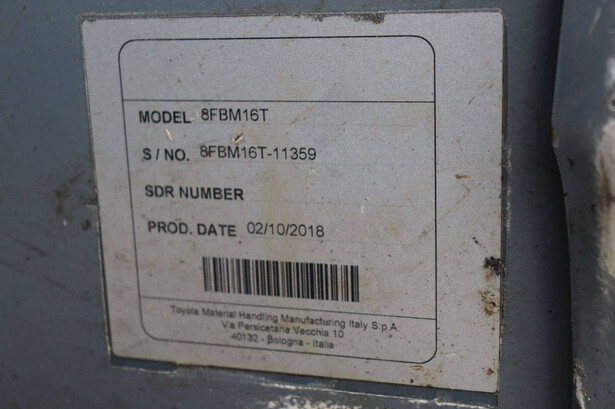 MODEL 8FBM16T
S / NO. 8FBM16T-11359
SDR NUMBER
PROD. DATE 02/10/2018
Toyota Material Handling Manufacturing Italy S.p.A.
Via Persicetana Vecchia 10
40132 - Bologna - Italia